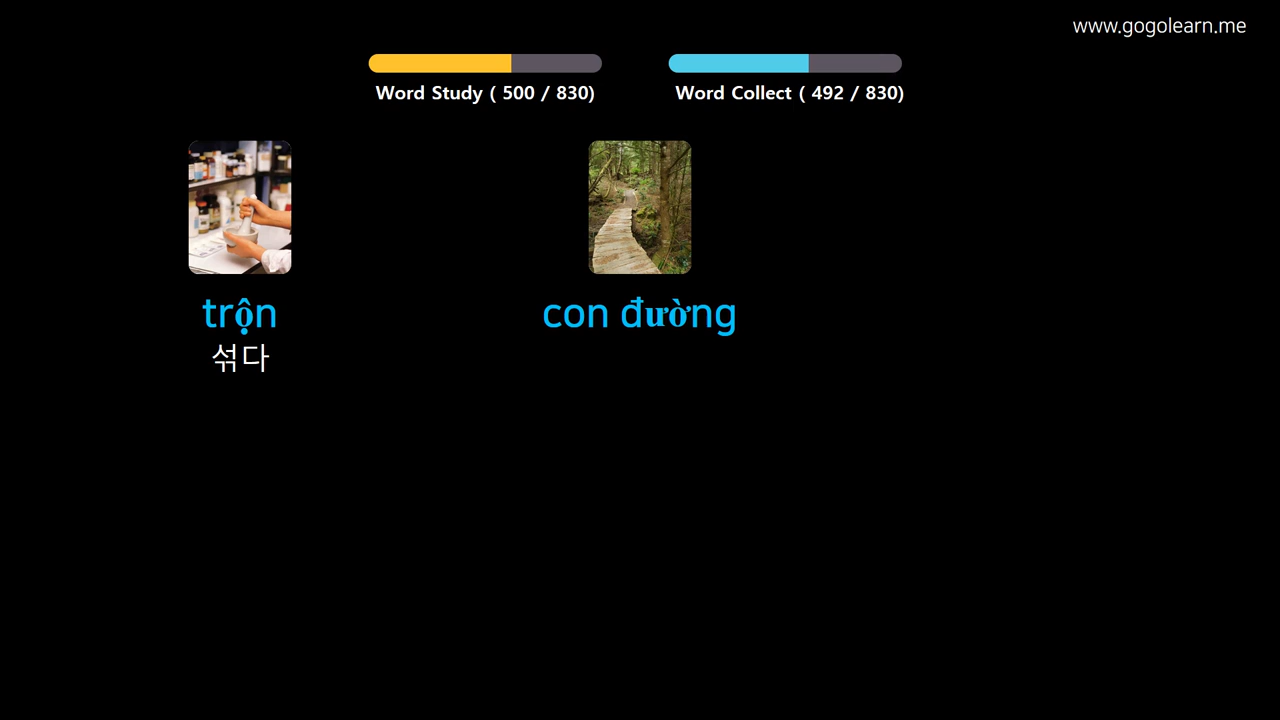 www.gogolearn.me
Word Study ( 500 / 830)
Word Collect ( 492 / 830)
trộn
섞다
con đường